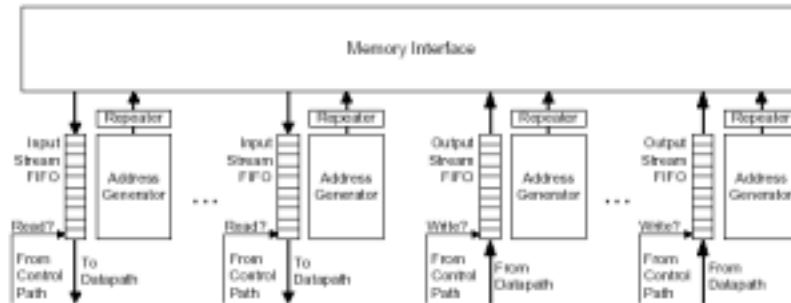 Memory Interface
Repeater
Repeater
Repeater
Repeater
Input
Stream
FIFO
Address
Generator
...
Input
Stream
FIFO
Address
Generator
Output
Stream
FIFO
Address
Generator
...
Output
Stream
FIFO
Address
Generator
Read?
Read?
Write?
Write?
From
Control
Path
To
Datapath
From
Control
Path
To
Datapath
From
Control
Path
From
Datapath
From
Control
Path
From
Datapath